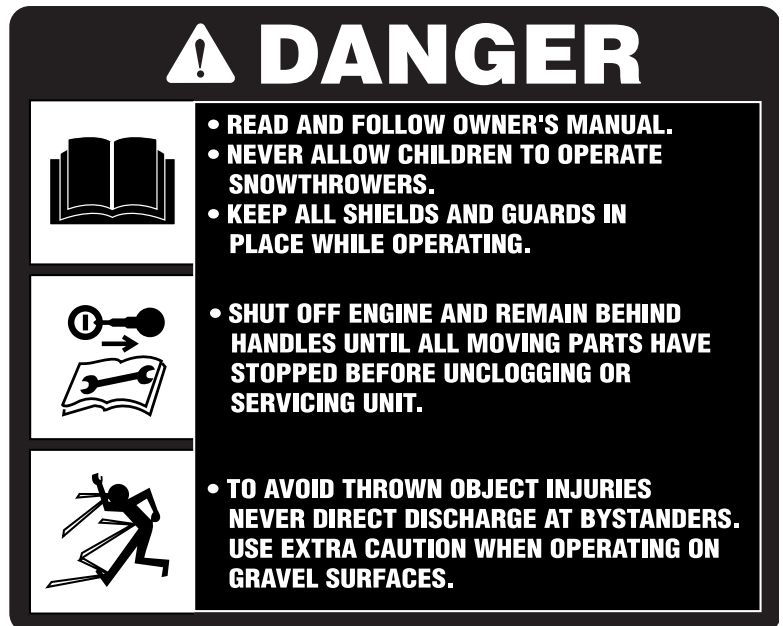 DANGER
• READ AND FOLLOW OWNER'S MANUAL.
• NEVER ALLOW CHILDREN TO OPERATE
SNOWTHROWERS.
• KEEP ALL SHIELDS AND GUARDS IN
PLACE WHILE OPERATING.
• SHUT OFF ENGINE AND REMAIN BEHIND
HANDLES UNTIL ALL MOVING PARTS HAVE
STOPPED BEFORE UNCLOGGING OR
SERVICING UNIT.
• TO AVOID THROWN OBJECT INJURIES
NEVER DIRECT DISCHARGE AT BYSTANDERS.
USE EXTRA CAUTION WHEN OPERATING ON
GRAVEL SURFACES.